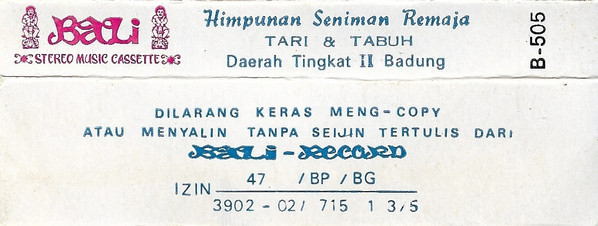 BALI
STEREO MUSIC CASSETTE
Himpunan Seniman Remaja
TARI & TABUH
Daerah Tingkat II Badung
B-505
DILARANG KERAS MENG-COPY
ATAU MENYALIN TANPA SEIJIN TERTULIS DARI
BALI-RECORD
IZIN 47 /BP/BG
3902-02/ 715 1 3/5